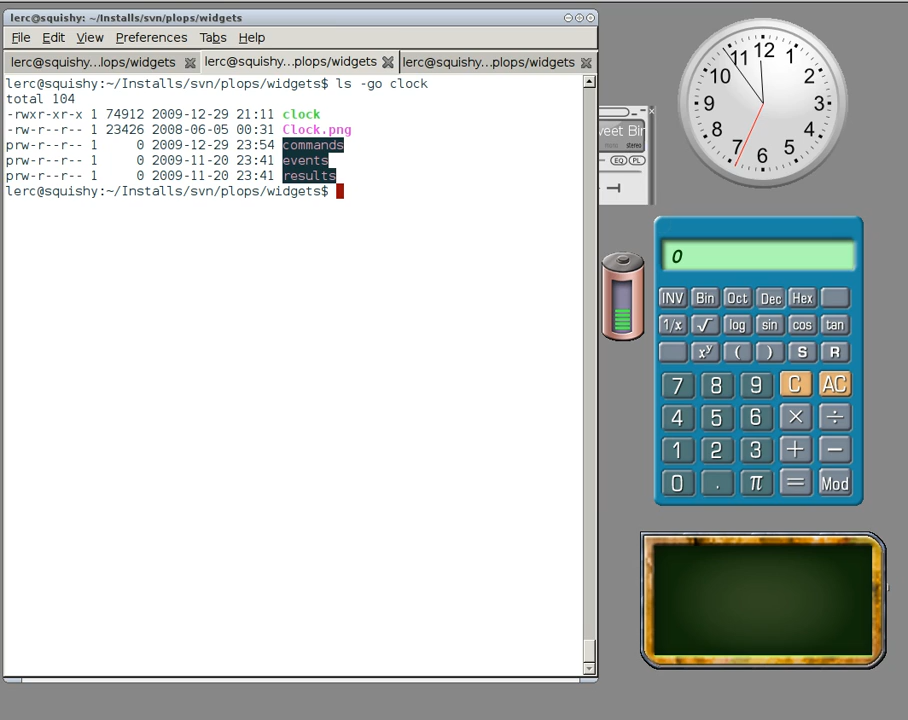 lerc@squishy: ~/Installs/svn/plops/widgets
File Edit View Preferences Tabs Help
lerc@squishy:...lops/widgets lerc@squishy...plops/widgets lerc@squishy...plops/widgets
lerc@squishy:~/Installs/svn/plops/widgets$ ls -go clock
total 104
-rwxr-xr-x 1 74912 2009-12-29 21:11 clock
-rw-r--r-- 1 23426 2008-06-05 00:31 Clock.png
prw-r--r-- 1 0 2009-12-29 23:54 commands
prw-r--r-- 1 0 2009-11-20 23:41 events
prw-r--r-- 1 0 2009-11-20 23:41 results
lerc@squishy:~/Installs/svn/plops/widgets$
12
1
2
3
4
5
6
7
8
9
10
11
mono
EQ PL
0
INV Bin Oct Dec Hex
1/x √ log sin cos tan
xʸ ( ) S R
7 8 9 C AC
4 5 6 × ÷
1 2 3 + −
0 . π = Mod